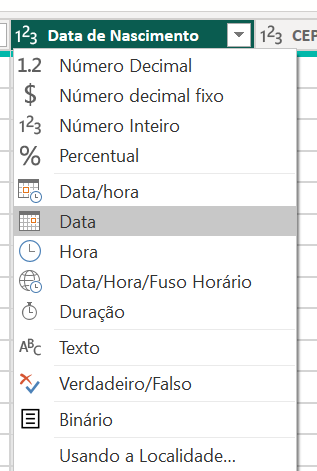 1²3 Data de Nascimento 1²3 CEP
1.2 Número Decimal
$ Número decimal fixo
1²3 Número Inteiro
% Percentual
Data/hora
Data
Hora
Data/Hora/Fuso Horário
Duração
ABC Texto
Verdadeiro/Falso
Binário
Usando a Localidade...